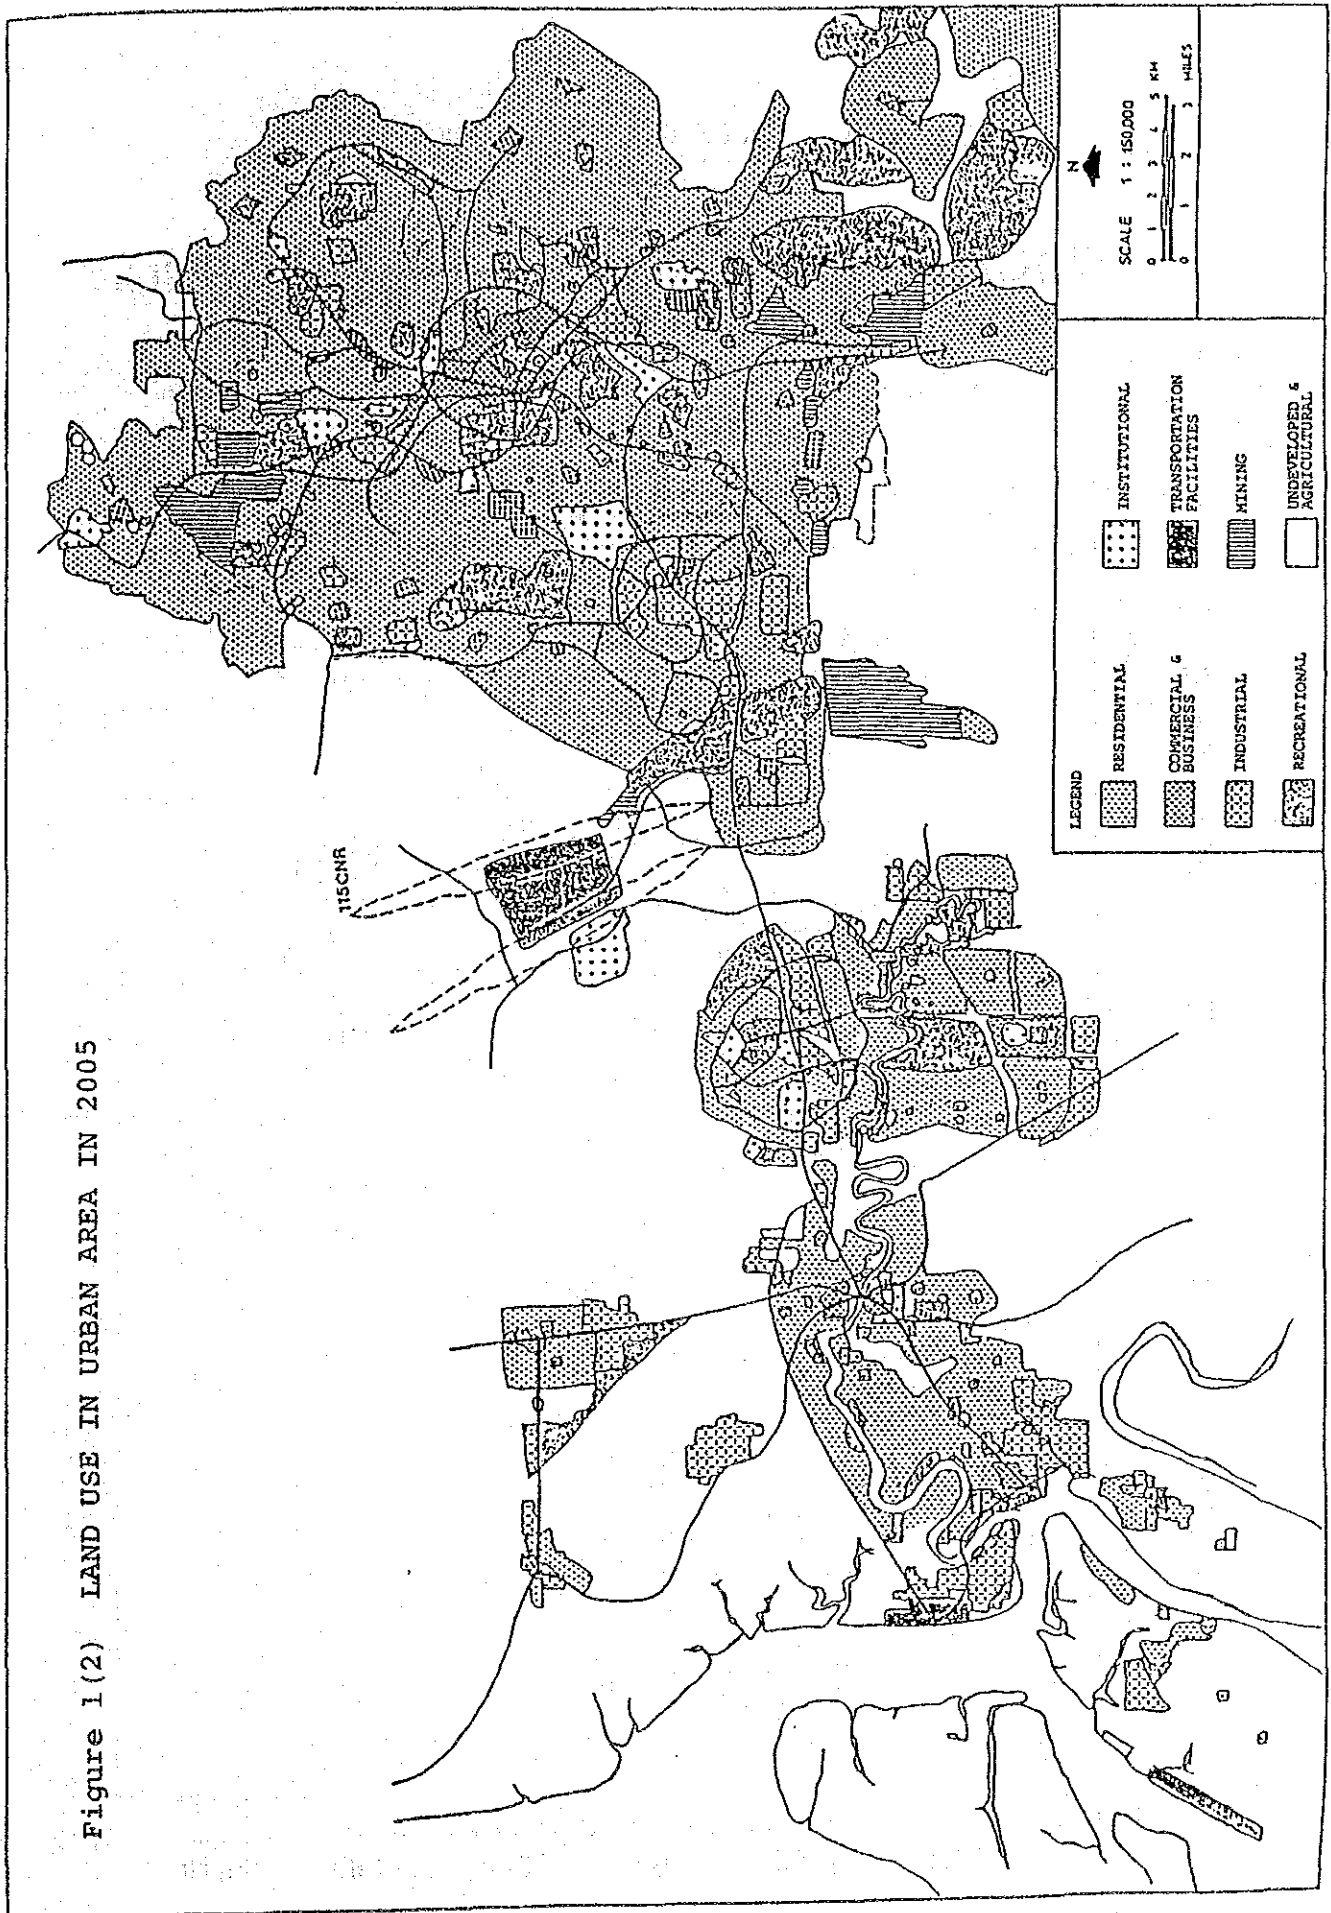 Figure 1(2) LAND USE IN URBAN AREA IN 2005
115CNR
LEGEND
RESIDENTIAL
COMMERCIAL &
BUSINESS
INDUSTRIAL
RECREATIONAL
INSTITUTIONAL
TRANSPORTATION
FACILITIES
MINING
UNDEVELOPED &
AGRICULTURAL
N
SCALE 1 : 150,000
0 1 2 3 4 5 KM
0 1 2 3 MILES